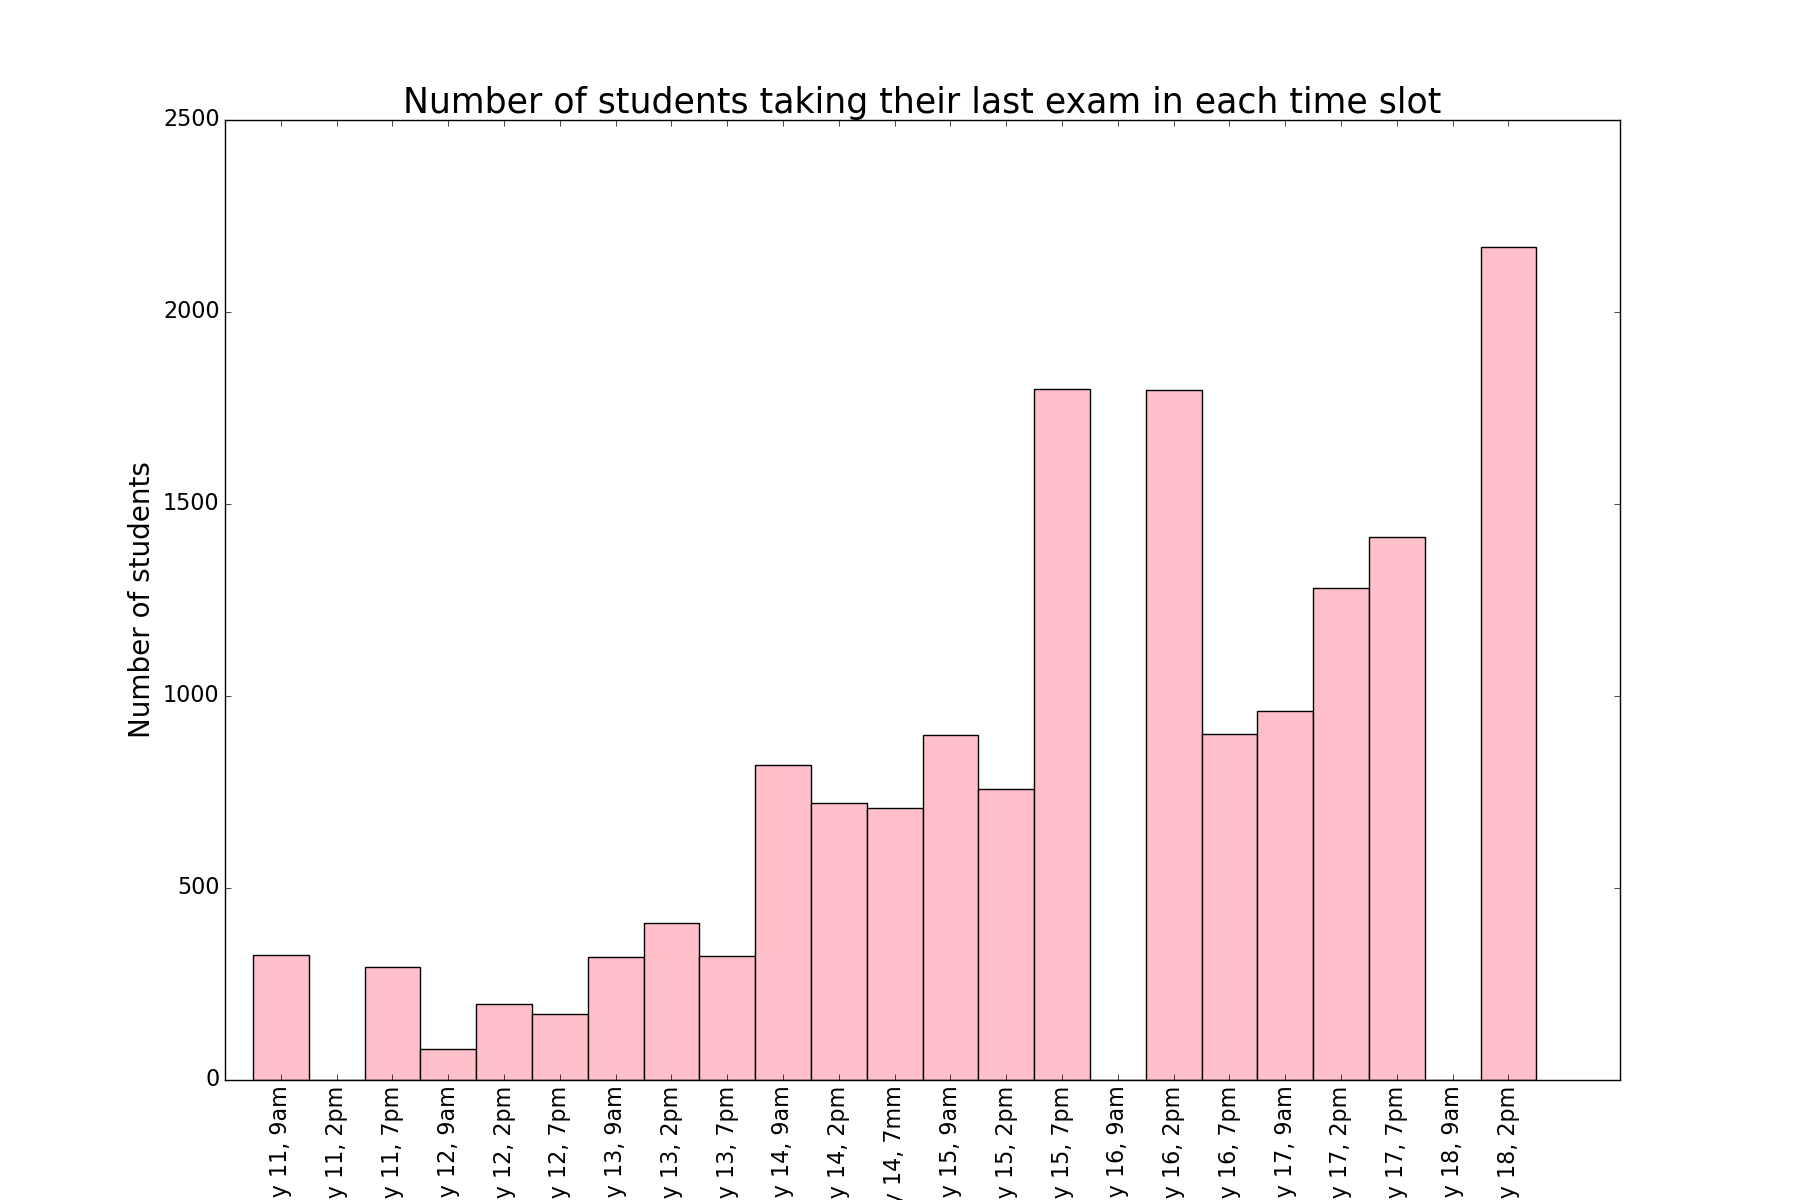 Number of students taking their last exam in each time slot
Number of students
2500
2000
1500
1000
500
0
y 11, 9am
y 11, 2pm
y 11, 7pm
y 12, 9am
y 12, 2pm
y 12, 7pm
y 13, 9am
y 13, 2pm
y 13, 7pm
y 14, 9am
y 14, 2pm
y 14, 7mm
y 15, 9am
y 15, 2pm
y 15, 7pm
y 16, 9am
y 16, 2pm
y 16, 7pm
y 17, 9am
y 17, 2pm
y 17, 7pm
y 18, 9am
y 18, 2pm